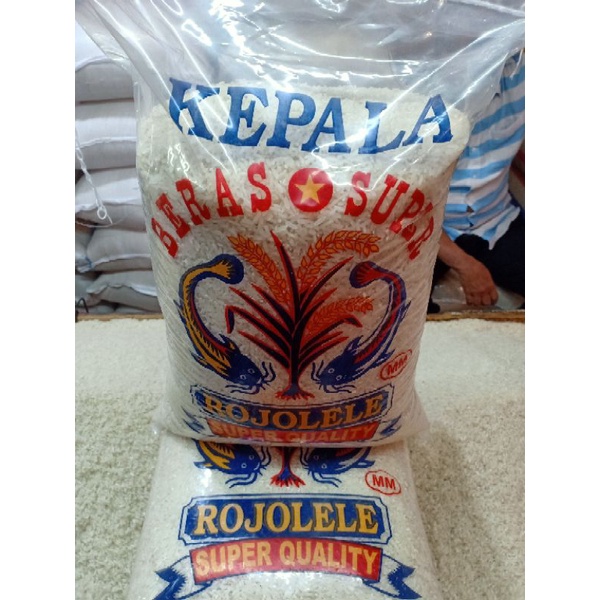 KEPALA
BERAS SUPER
MM
ROJOLELE
SUPER QUALITY
MM
ROJOLELE
SUPER QUALITY